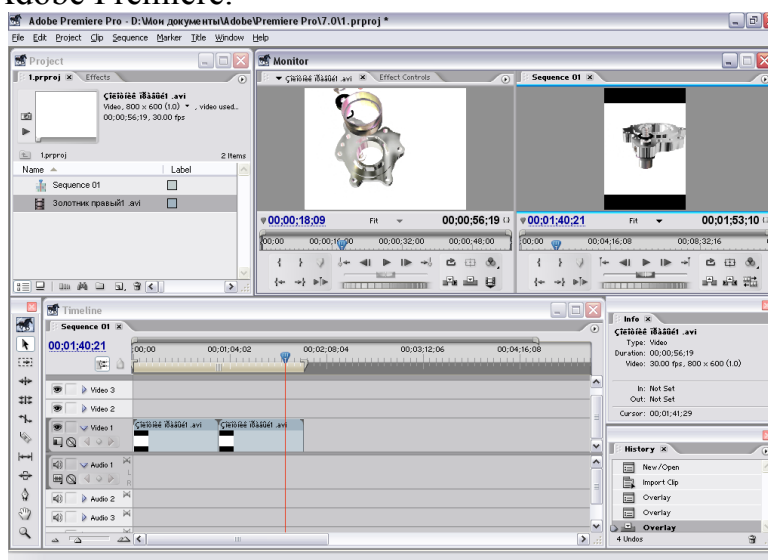 Adobe Premiere.
Adobe Premiere Pro - D:\Мои документы\Adobe\Premiere Pro\7.0\1.prproj *
File Edit Project Clip Sequence Marker Title Window Help
Project
1.prproj Effects
Video, 800 x 600 (1.0) , video used..
00;00;56;19, 30.00 fps
1.prproj 2 Items
Name Label
Sequence 01
Золотник правый1 .avi
Monitor
.avi Effect Controls
Sequence 01
00;00;18;09 Fit 00;00;56;19
00;01;40;21 Fit 00;01;53;10
00;00 00;00;16;00 00;00;32;00 00;00;48;00
00;00 00;04;16;08 00;08;32;16
Timeline
Sequence 01
00;01;40;21
00;00 00;01;04;02 00;02;08;04 00;03;12;06 00;04;16;08
Video 3
Video 2
Video 1
.avi .avi
Audio 1
L
R
Audio 2
Audio 3
Info
.avi
Type: Video
Duration: 00;00;56;19
Video: 30.00 fps, 800 x 600 (1.0)
In: Not Set
Out: Not Set
Cursor: 00;01;41;29
History
New/Open
Import Clip
Overlay
Overlay
Overlay
4 Undos